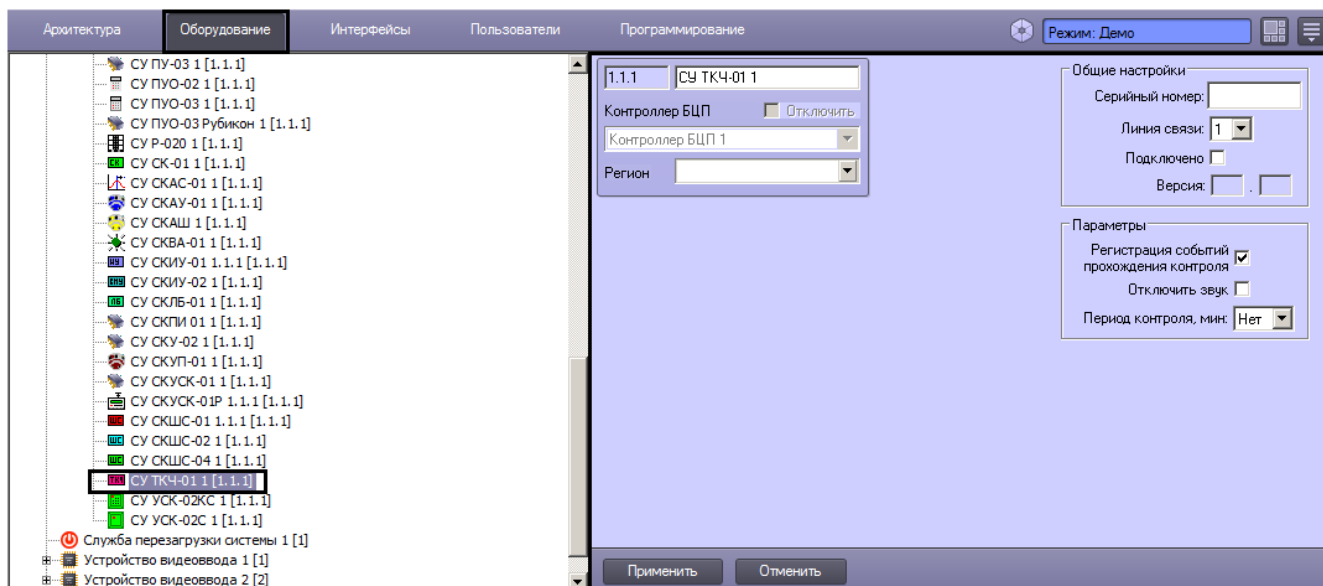 Архитектура
Оборудование
Интерфейсы
Пользователи
Программирование
Режим: Демо
СУ ПУ-03 1 [1.1.1]
СУ ПУО-02 1 [1.1.1]
СУ ПУО-03 1 [1.1.1]
СУ ПУО-03 Рубикон 1 [1.1.1]
СУ Р-020 1 [1.1.1]
СК СУ СК-01 1 [1.1.1]
СУ СКАС-01 1 [1.1.1]
СУ СКАУ-01 1 [1.1.1]
СУ СКАШ 1 [1.1.1]
СУ СКВА-01 1 [1.1.1]
ИУ СУ СКИУ-01 1.1.1 [1.1.1]
СУ СКИУ-02 1 [1.1.1]
ЛБ СУ СКЛБ-01 1 [1.1.1]
СУ СКПИ 01 1 [1.1.1]
СУ СКУ-02 1 [1.1.1]
СУ СКУП-01 1 [1.1.1]
СУ СКУСК-01 1 [1.1.1]
СУ СКУСК-01Р 1.1.1 [1.1.1]
ШС СУ СКШС-01 1.1.1 [1.1.1]
ШС СУ СКШС-02 1 [1.1.1]
ШС СУ СКШС-04 1 [1.1.1]
ТКЧ СУ ТКЧ-01 1 [1.1.1]
СУ УСК-02КС 1 [1.1.1]
СУ УСК-02С 1 [1.1.1]
Служба перезагрузки системы 1 [1]
Устройство видеоввода 1 [1]
Устройство видеоввода 2 [2]
1.1.1 СУ ТКЧ-01 1
Контроллер БЦП Отключить
Контроллер БЦП 1
Регион
Общие настройки
Серийный номер:
Линия связи: 1
Подключено
Версия: .
Параметры
Регистрация событий
прохождения контроля
Отключить звук
Период контроля, мин: Нет
Применить
Отменить